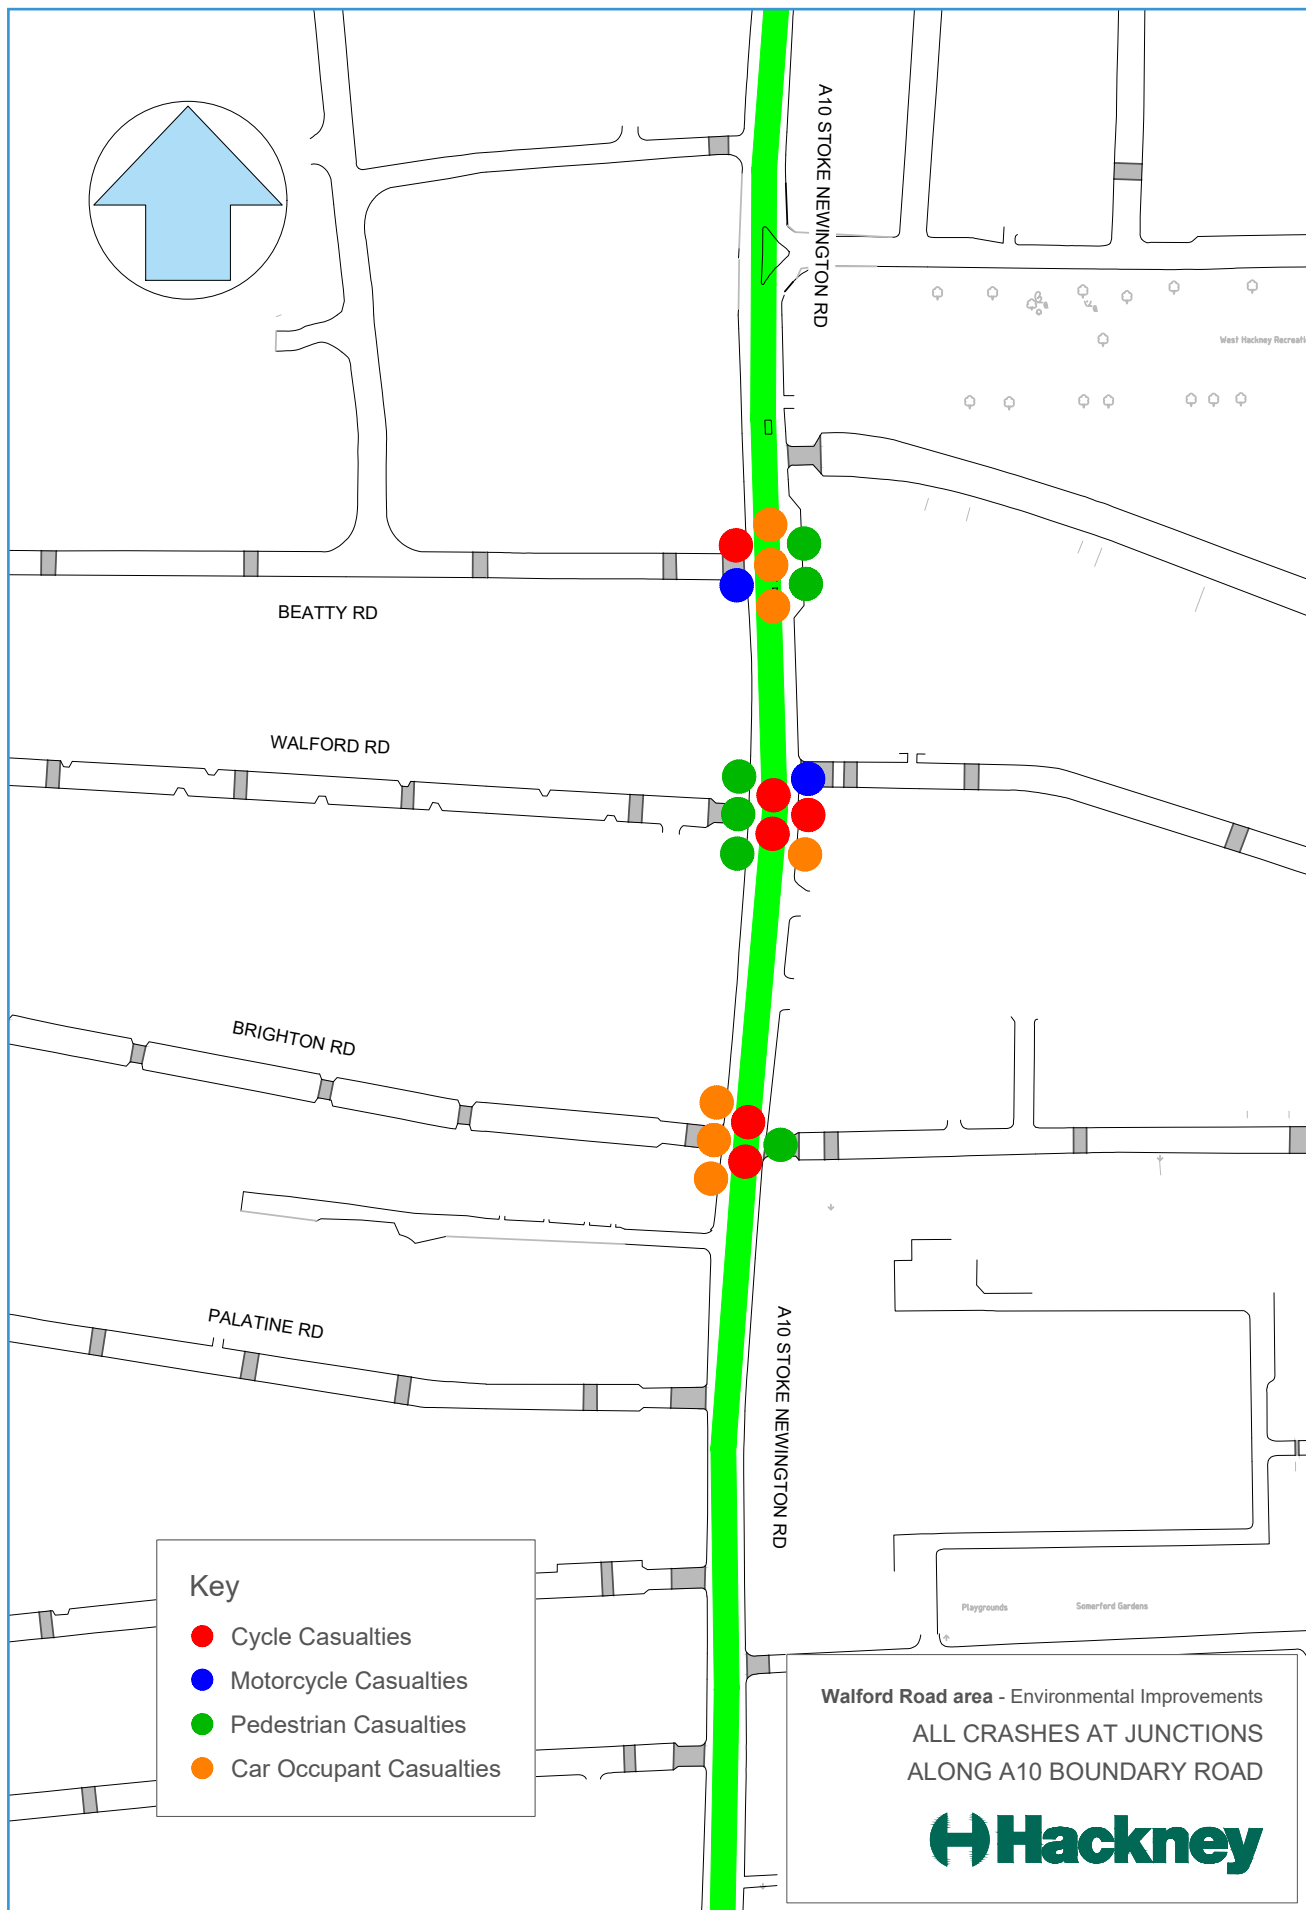 A10 STOKE NEWINGTON RD
West Hackney Recreati
BEATTY RD
WALFORD RD
BRIGHTON RD
PALATINE RD
A10 STOKE NEWINGTON RD
Playgrounds
Somerford Gardens
Key
Cycle Casualties
Motorcycle Casualties
Pedestrian Casualties
Car Occupant Casualties
Walford Road area - Environmental Improvements
ALL CRASHES AT JUNCTIONS
ALONG A10 BOUNDARY ROAD
Hackney